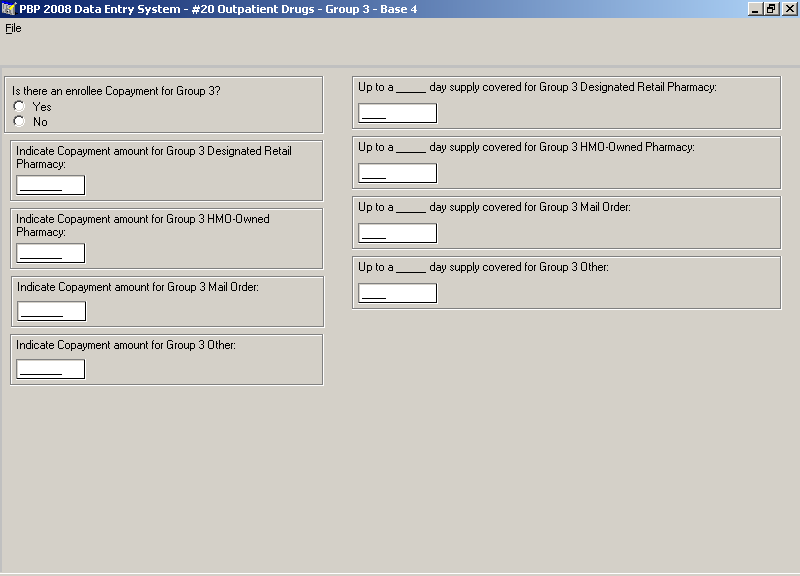 PBP 2008 Data Entry System - #20 Outpatient Drugs - Group 3 - Base 4
File
Is there an enrollee Copayment for Group 3?
Yes
No
Indicate Copayment amount for Group 3 Designated Retail
Pharmacy:
Indicate Copayment amount for Group 3 HMO-Owned
Pharmacy:
Indicate Copayment amount for Group 3 Mail Order:
Indicate Copayment amount for Group 3 Other:
Up to a _____ day supply covered for Group 3 Designated Retail Pharmacy:
Up to a _____ day supply covered for Group 3 HMO-Owned Pharmacy:
Up to a _____ day supply covered for Group 3 Mail Order:
Up to a _____ day supply covered for Group 3 Other: